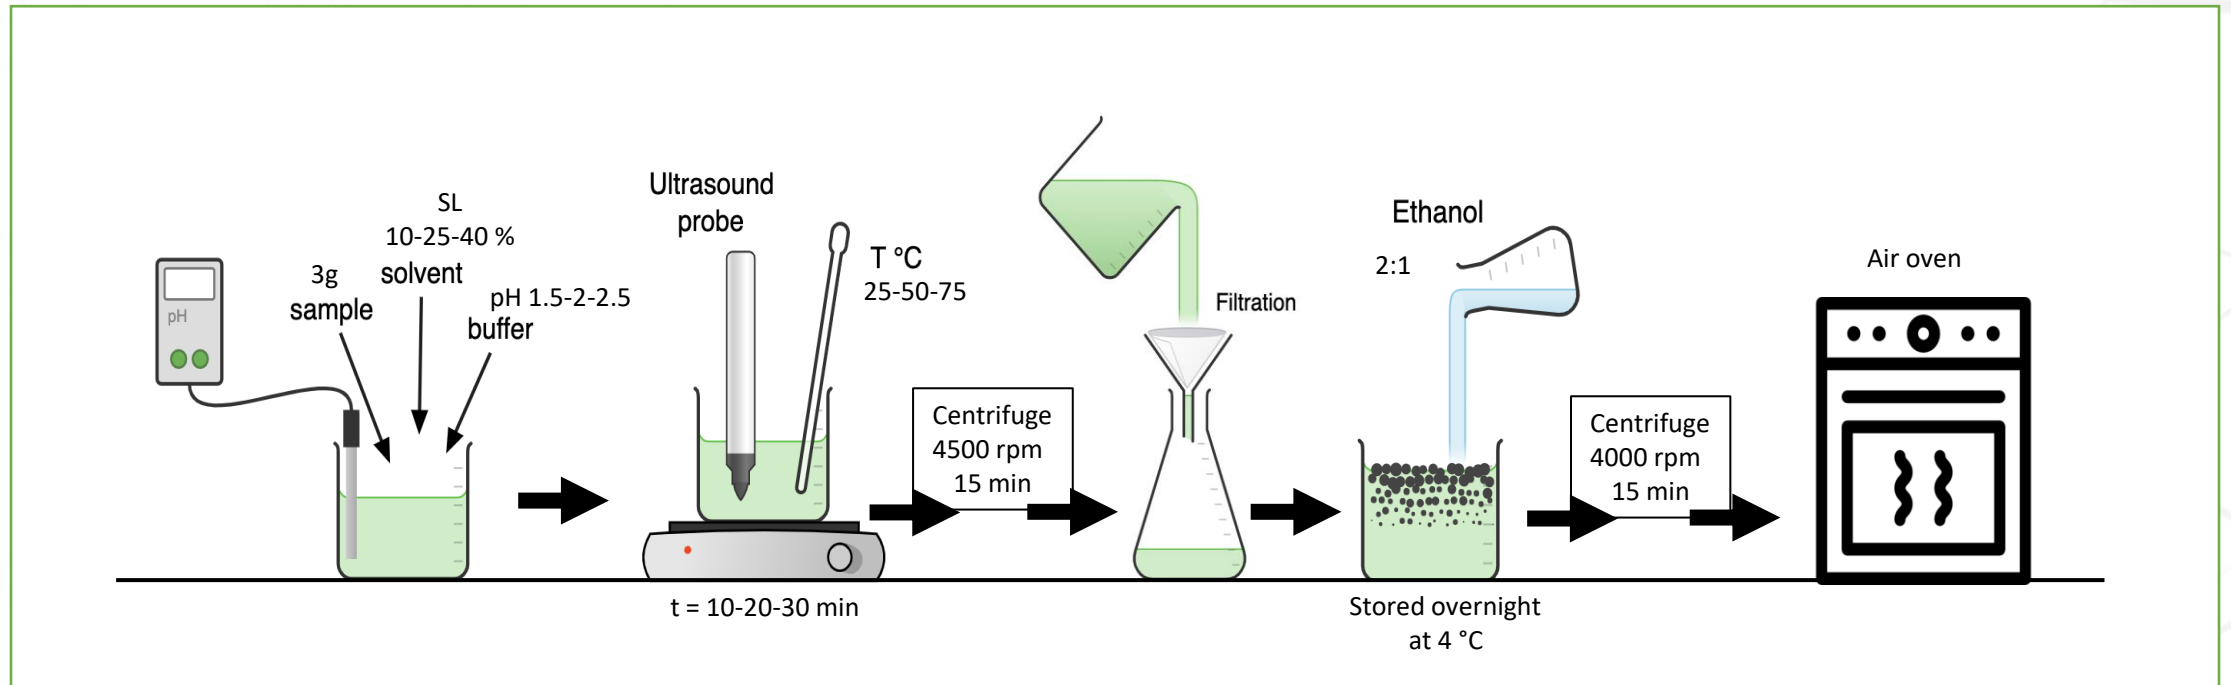 pH
3g
sample
SL
10-25-40 %
solvent
pH 1.5-2-2.5
buffer
Ultrasound
probe
T °C
25-50-75
t = 10-20-30 min
Centrifuge
4500 rpm
15 min
Filtration
Ethanol
2:1
Stored overnight
at 4 °C
Centrifuge
4000 rpm
15 min
Air oven